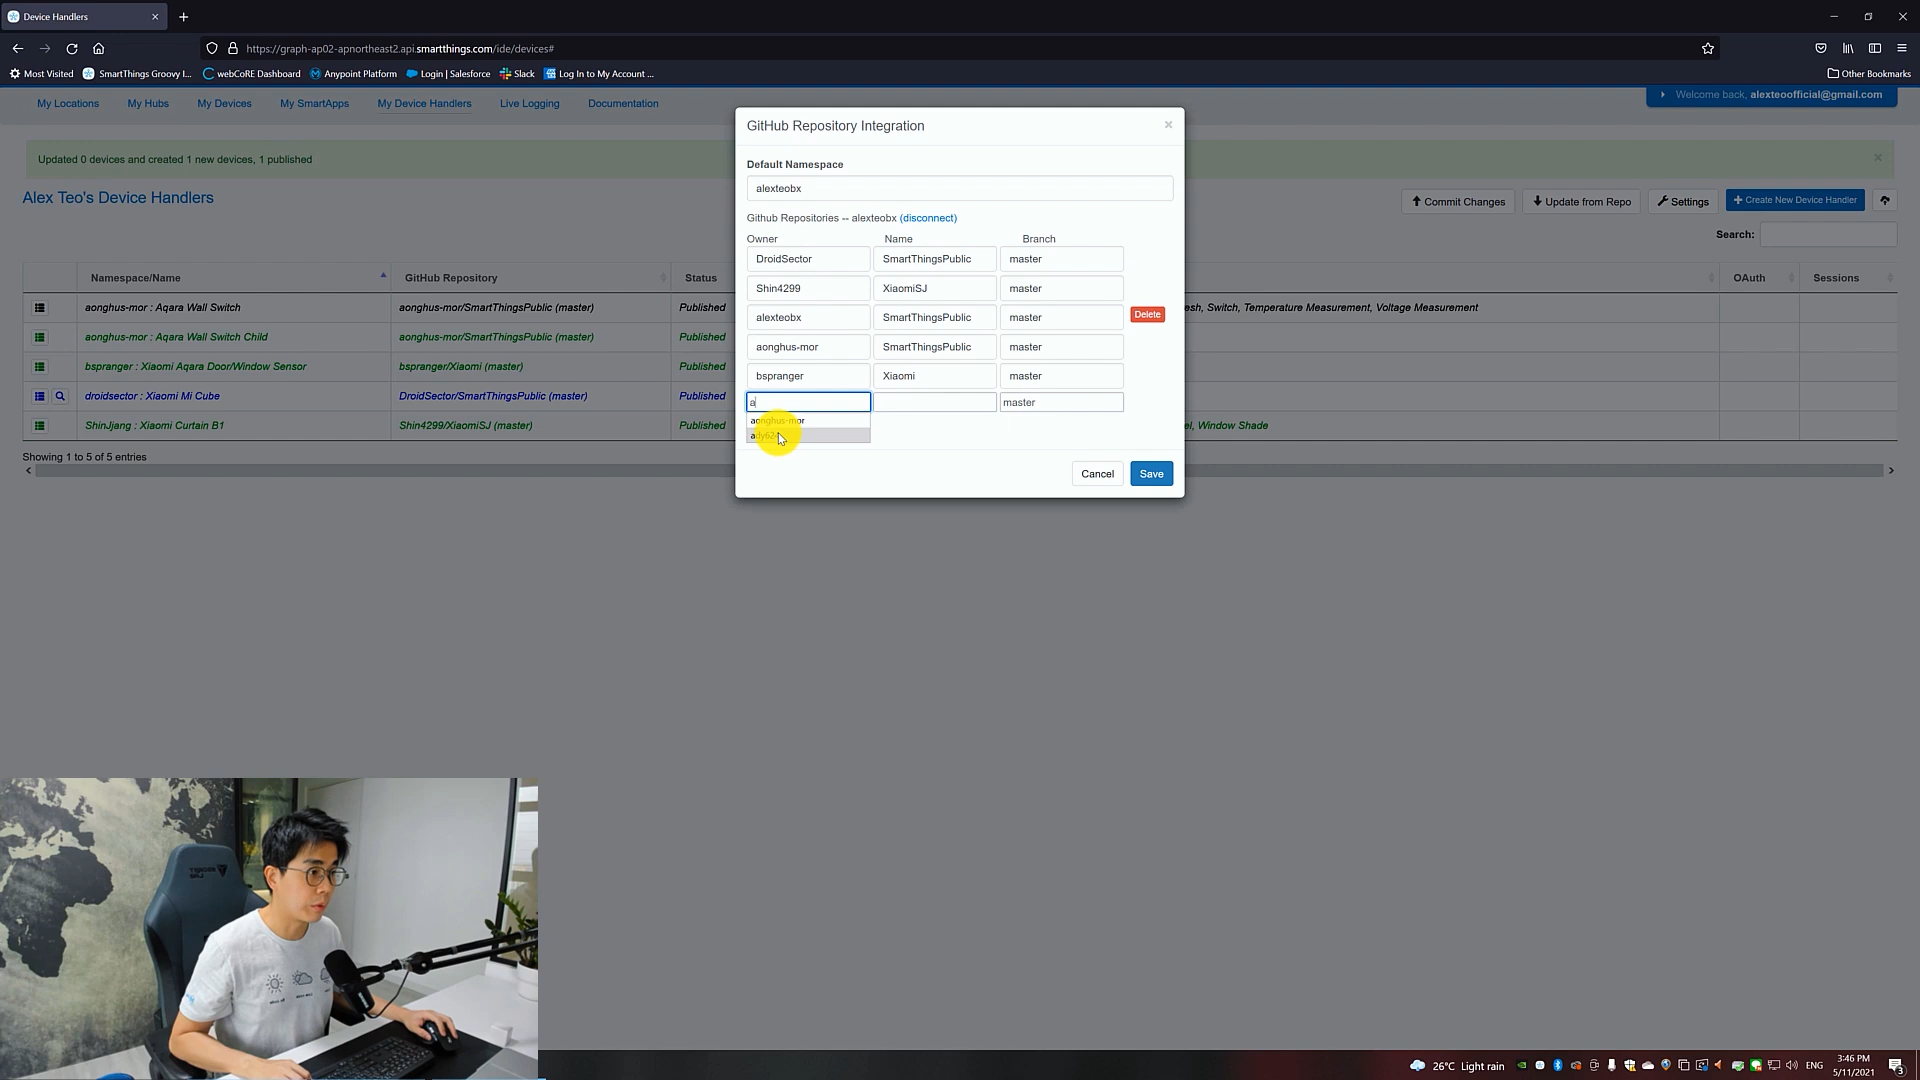 Device Handlers
https://graph-ap02-apnortheast2.api.smartthings.com/ide/devices#
Most Visited
SmartThings Groovy I...
webCoRE Dashboard
Anypoint Platform
Login | Salesforce
Slack
Log In to My Account ...
Other Bookmarks
My Locations
My Hubs
My Devices
My SmartApps
My Device Handlers
Live Logging
Documentation
Welcome back, alexteoofficial@gmail.com
Updated 0 devices and created 1 new devices, 1 published
Alex Teo's Device Handlers
Commit Changes
Update from Repo
Settings
Create New Device Handler
Search:
Namespace/Name
GitHub Repository
Status
OAuth
Sessions
aonghus-mor : Aqara Wall Switch
aonghus-mor/SmartThingsPublic (master)
Published
esh, Switch, Temperature Measurement, Voltage Measurement
aonghus-mor : Aqara Wall Switch Child
aonghus-mor/SmartThingsPublic (master)
Published
bspranger : Xiaomi Aqara Door/Window Sensor
bspranger/Xiaomi (master)
Published
droidsector : Xiaomi Mi Cube
DroidSector/SmartThingsPublic (master)
Published
ShinJjang : Xiaomi Curtain B1
Shin4299/XiaomiSJ (master)
Published
el, Window Shade
Showing 1 to 5 of 5 entries
GitHub Repository Integration
Default Namespace
alexteobx
Github Repositories -- alexteobx (disconnect)
Owner
Name
Branch
DroidSector
SmartThingsPublic
master
Shin4299
XiaomiSJ
master
alexteobx
SmartThingsPublic
master
Delete
aonghus-mor
SmartThingsPublic
master
bspranger
Xiaomi
master
a
master
aonghus-mor
Cancel
Save
26°C Light rain
ENG
3:46 PM
5/11/2021
3